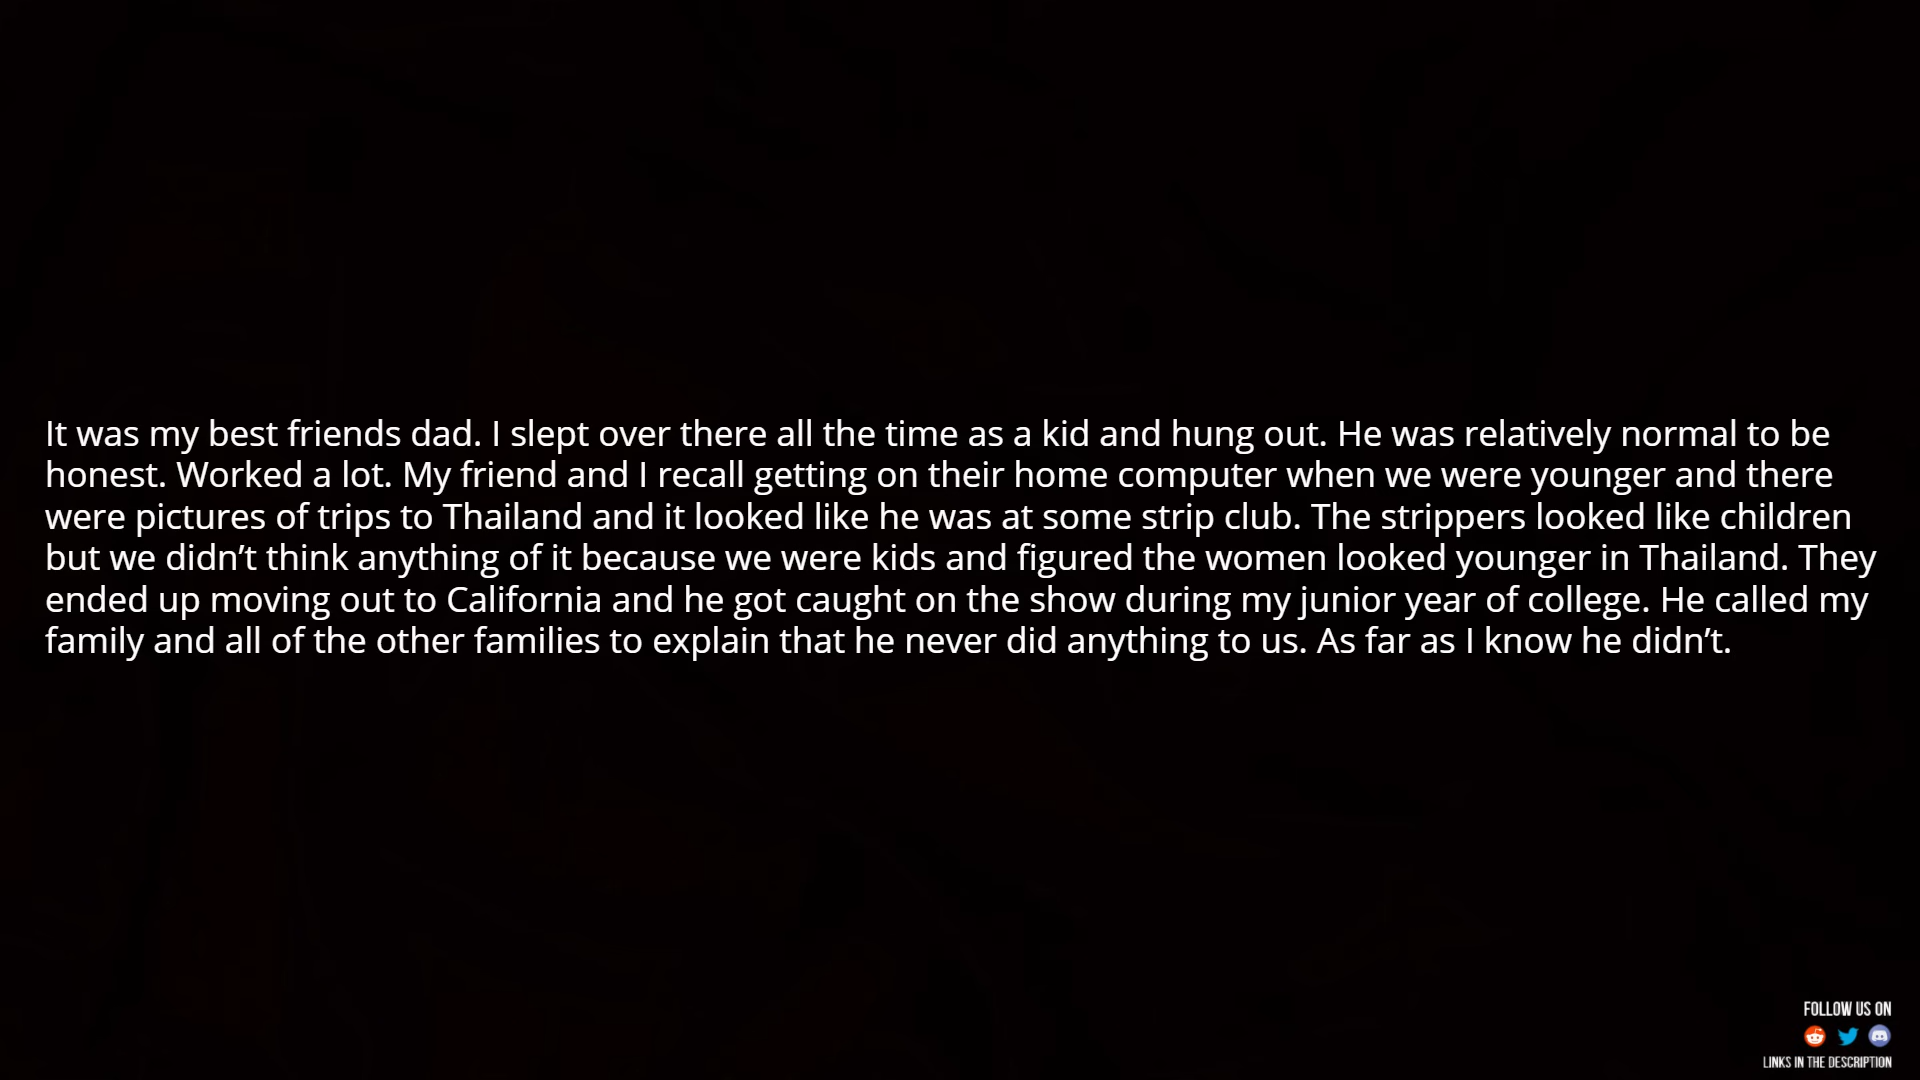 It was my best friends dad. I slept over there all the time as a kid and hung out. He was relatively normal to be
honest. Worked a lot. My friend and I recall getting on their home computer when we were younger and there
were pictures of trips to Thailand and it looked like he was at some strip club. The strippers looked like children
but we didn’t think anything of it because we were kids and figured the women looked younger in Thailand. They
ended up moving out to California and he got caught on the show during my junior year of college. He called my
family and all of the other families to explain that he never did anything to us. As far as I know he didn’t.
FOLLOW US ON
LINKS IN THE DESCRIPTION